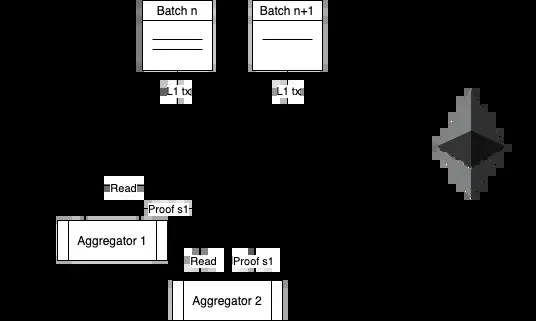 Batch n
Batch n+1
L1 tx
L1 tx
Read
Proof s1
Aggregator 1
Read
Proof s1
Aggregator 2